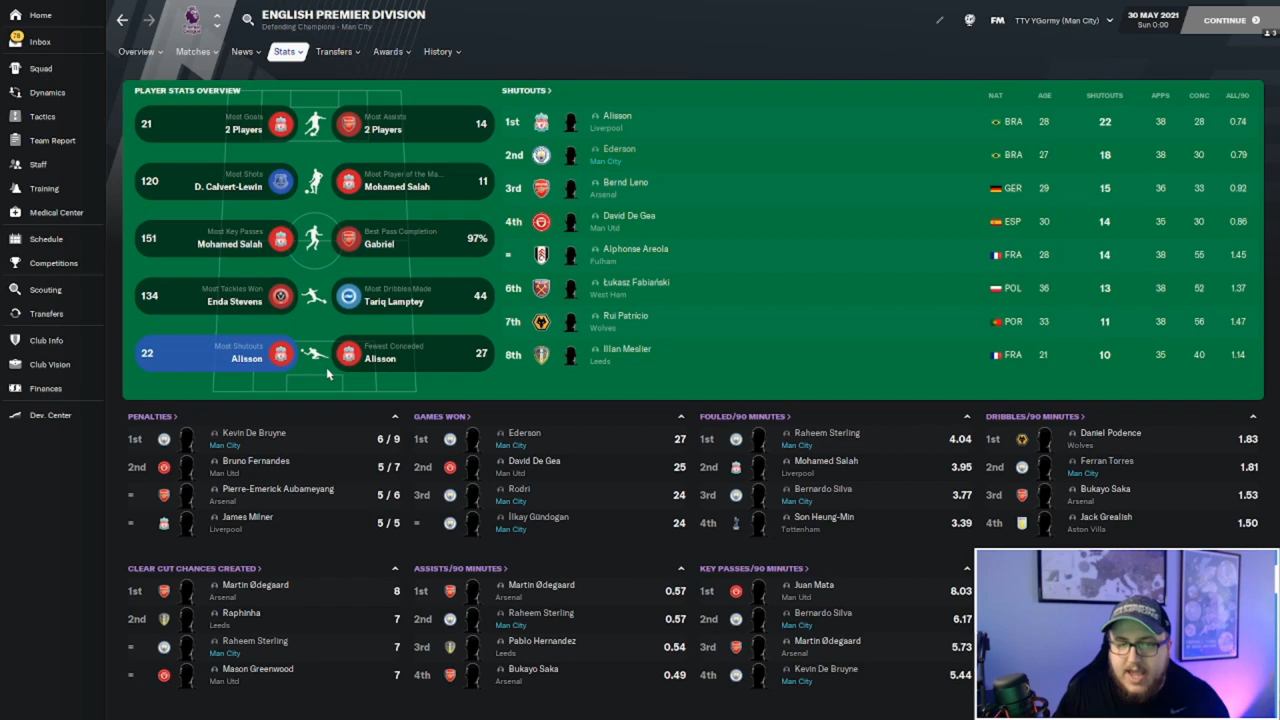 Home
Inbox
78
Squad
Dynamics
Tactics
Team Report
Staff
Training
Medical Center
Schedule
Competitions
Scouting
Transfers
Club Info
Club Vision
Finances
Dev. Center
ENGLISH PREMIER DIVISION
Defending Champions - Man City
FM TTV YGormy (Man City)
30 MAY 2021
Sun 0:00
CONTINUE
3
Overview Matches News Stats Transfers Awards History
PLAYER STATS OVERVIEW
21 Most Goals 2 Players
Most Assists 2 Players 14
120 Most Shots D. Calvert-Lewin
Most Player of the Ma... Mohamed Salah 11
151 Most Key Passes Mohamed Salah
Best Pass Completion Gabriel 97%
134 Most Tackles Won Enda Stevens
Most Dribbles Made Tariq Lamptey 44
22 Most Shutouts Alisson
Fewest Conceded Alisson 27
SHUTOUTS >
NAT AGE SHUTOUTS APPS CONC ALL/90
1st Alisson Liverpool BRA 28 22 38 28 0.74
2nd Ederson Man City BRA 27 18 38 30 0.79
3rd Bernd Leno Arsenal GER 29 15 36 33 0.92
4th David De Gea Man Utd ESP 30 14 35 30 0.86
= Alphonse Areola Fulham FRA 28 14 38 55 1.45
6th Łukasz Fabiański West Ham POL 36 13 38 52 1.37
7th Rui Patrício Wolves POR 33 11 38 56 1.47
8th Illan Meslier Leeds FRA 21 10 35 40 1.14
PENALTIES >
1st Kevin De Bruyne Man City 6 / 9
2nd Bruno Fernandes Man Utd 5 / 7
= Pierre-Emerick Aubameyang Arsenal 5 / 6
= James Milner Liverpool 5 / 5
GAMES WON >
1st Ederson Man City 27
2nd David De Gea Man Utd 25
3rd Rodri Man City 24
= İlkay Gündogan Man City 24
FOULED/90 MINUTES >
1st Raheem Sterling Man City 4.04
2nd Mohamed Salah Liverpool 3.95
3rd Bernardo Silva Man City 3.77
4th Son Heung-Min Tottenham 3.39
DRIBBLES/90 MINUTES >
1st Daniel Podence Wolves 1.83
2nd Ferran Torres Man City 1.81
3rd Bukayo Saka Arsenal 1.53
4th Jack Grealish Aston Villa 1.50
CLEAR CUT CHANCES CREATED >
1st Martin Ødegaard Arsenal 8
2nd Raphinha Leeds 7
= Raheem Sterling Man City 7
= Mason Greenwood Man Utd 7
ASSISTS/90 MINUTES >
1st Martin Ødegaard Arsenal 0.57
2nd Raheem Sterling Man City 0.57
3rd Pablo Hernandez Leeds 0.54
4th Bukayo Saka Arsenal 0.49
KEY PASSES/90 MINUTES >
1st Juan Mata Man Utd 8.03
2nd Bernardo Silva Man City 6.17
3rd Martin Ødegaard Arsenal 5.73
4th Kevin De Bruyne Man City 5.44